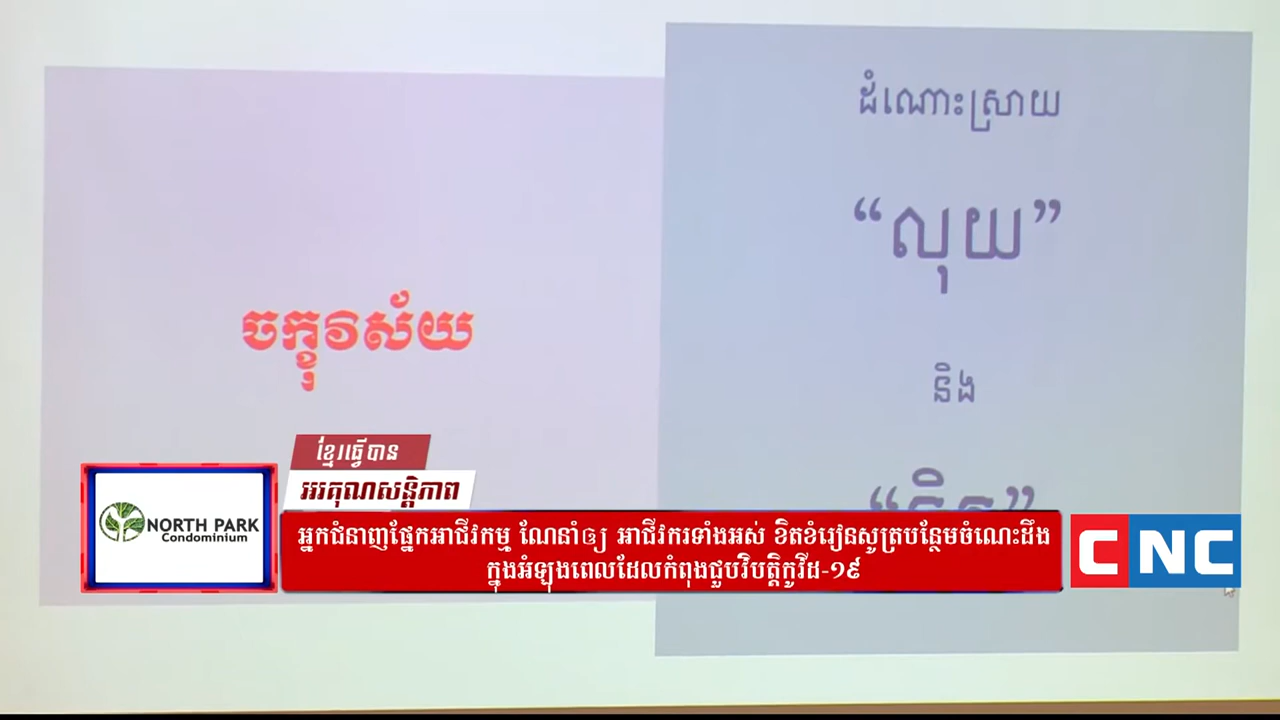 ដំណោះស្រាយ
“លុយ”
និង
ចក្ខុវិស័យ
ខ្មែរធ្វើបាន
អរគុណសន្តិភាព
NORTH PARK
Condominium
អ្នកជំនាញផ្នែកអាជីវកម្ម ណែនាំឲ្យ អាជីវករទាំងអស់ ខិតខំរៀនសូត្របន្ថែមចំណេះដឹង
ក្នុងអំឡុងពេលដែលកំពុងជួបវិបត្តិកូវីដ-១៩
CNC